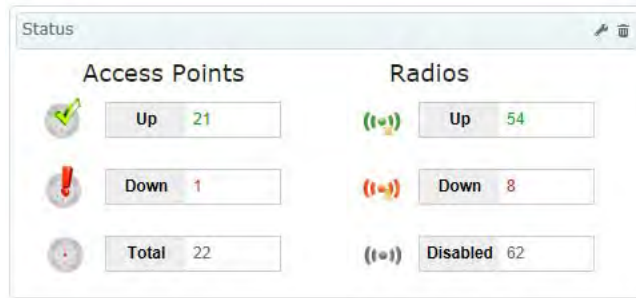 Status
Access Points Radios
Up 21 Up 54
Down 1 Down 8
Total 22 Disabled 62